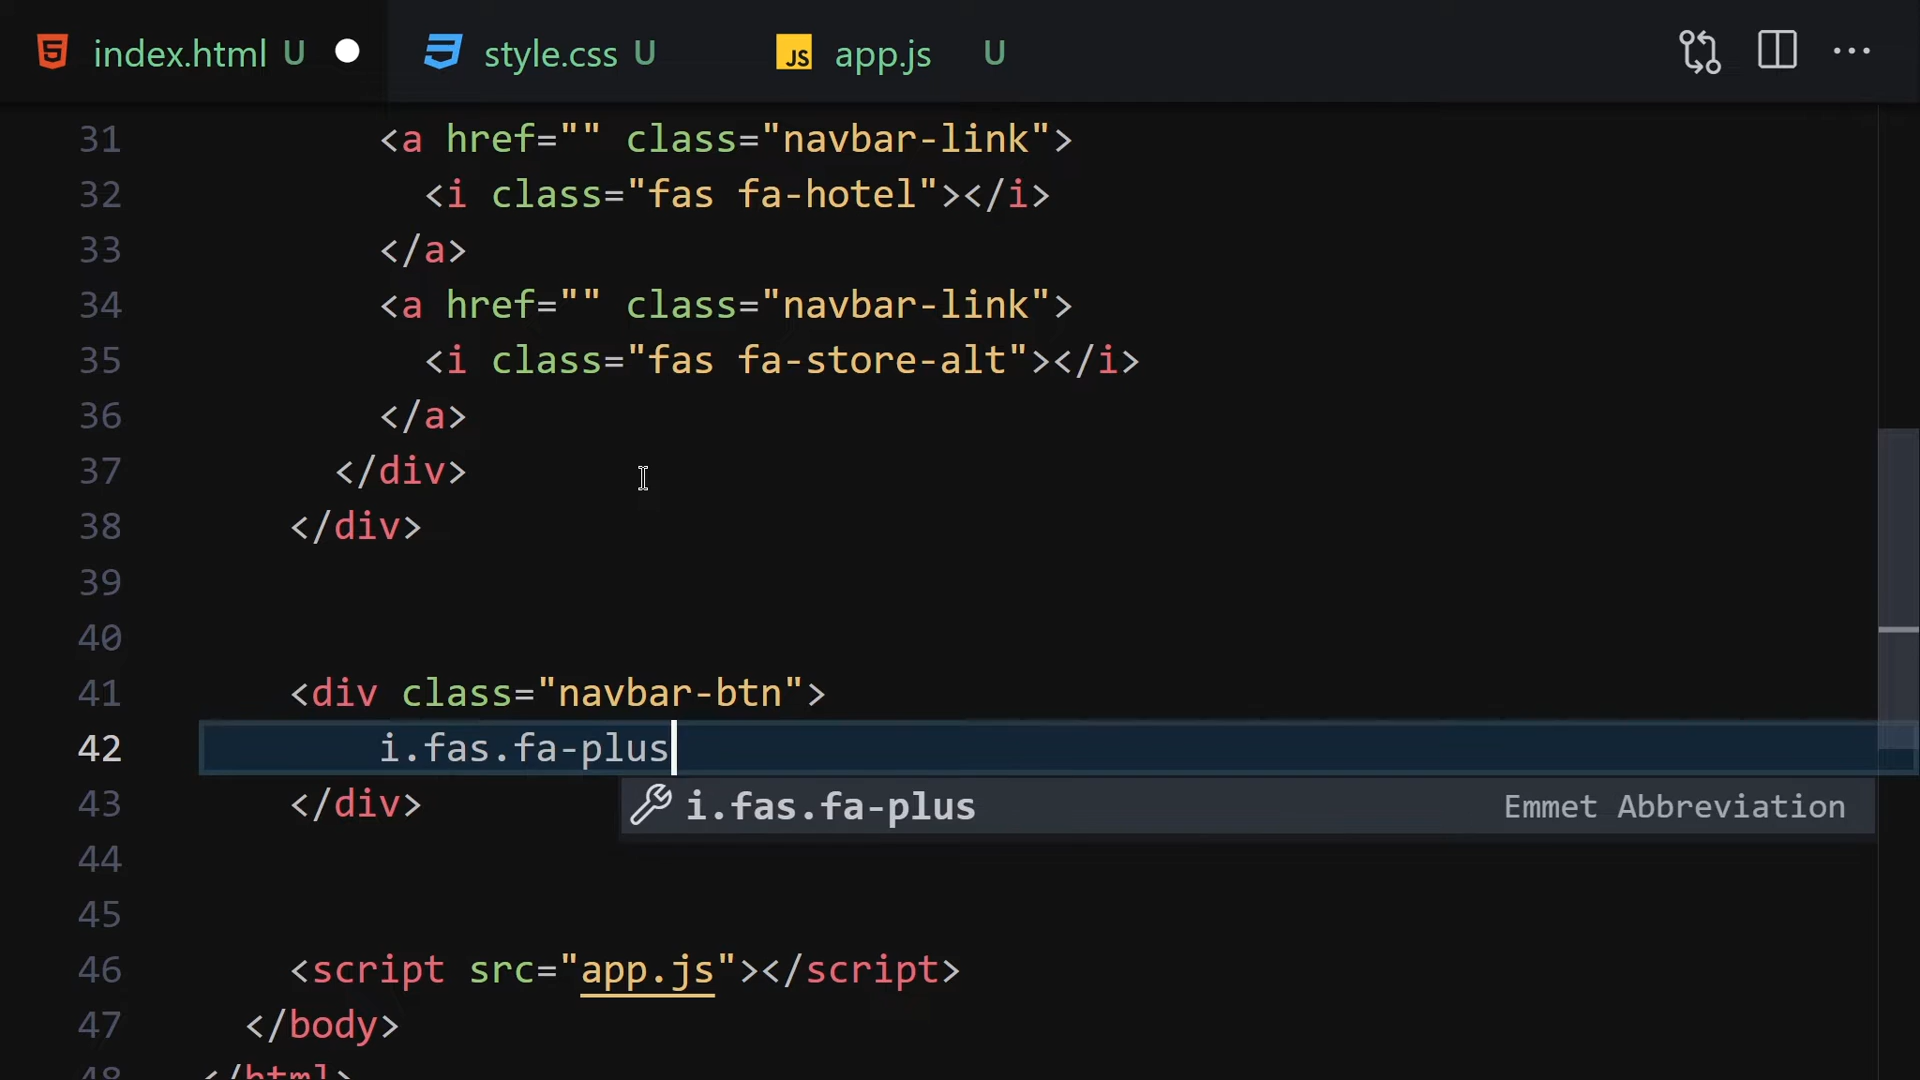 index.html U style.css U JS app.js U
31 <a href="" class="navbar-link">
32 <i class="fas fa-hotel"></i>
33 </a>
34 <a href="" class="navbar-link">
35 <i class="fas fa-store-alt"></i>
36 </a>
37 </div>
38 </div>
39
40
41 <div class="navbar-btn">
42 i.fas.fa-plus
43 </div> i.fas.fa-plus Emmet Abbreviation
44
45
46 <script src="app.js"></script>
47 </body>
48 </html>